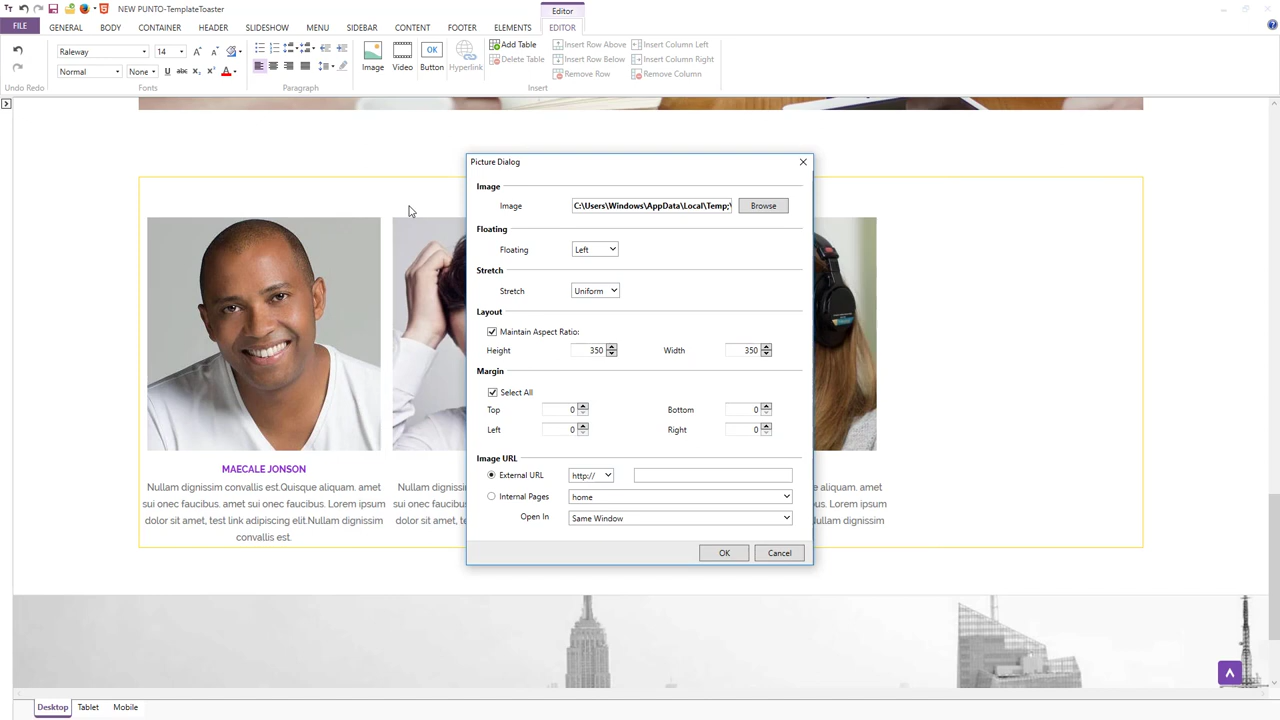 NEW PUNTO-TemplateToaster
Editor
FILE
GENERAL
BODY
CONTAINER
HEADER
SLIDESHOW
MENU
SIDEBAR
CONTENT
FOOTER
ELEMENTS
EDITOR
Raleway
14
Normal
None
Undo Redo
Fonts
Paragraph
Image
Video
OK
Button
Hyperlink
Add Table
Delete Table
Insert Row Above
Insert Row Below
Remove Row
Insert Column Left
Insert Column Right
Remove Column
Insert
Picture Dialog
Image
Image C:\Users\Windows\AppData\Local\Temp;\ Browse
Floating
Floating Left
Stretch
Stretch Uniform
Layout
Maintain Aspect Ratio:
Height 350 Width 350
Margin
Select All
Top 0 Bottom 0
Left 0 Right 0
Image URL
External URL http://
Internal Pages home
Open In Same Window
OK Cancel
MAECALE JONSON
Nullam dignissim convallis est.Quisque aliquam. amet
sui onec faucibus. amet sui onec faucibus. Lorem ipsum
dolor sit amet, test link adipiscing elit.Nullam dignissim
convallis est.
Nullam dignissim
sui onec faucibus.
dolor sit amet, te
aliquam. amet
Lorem ipsum
Nullam dignissim
Desktop
Tablet
Mobile